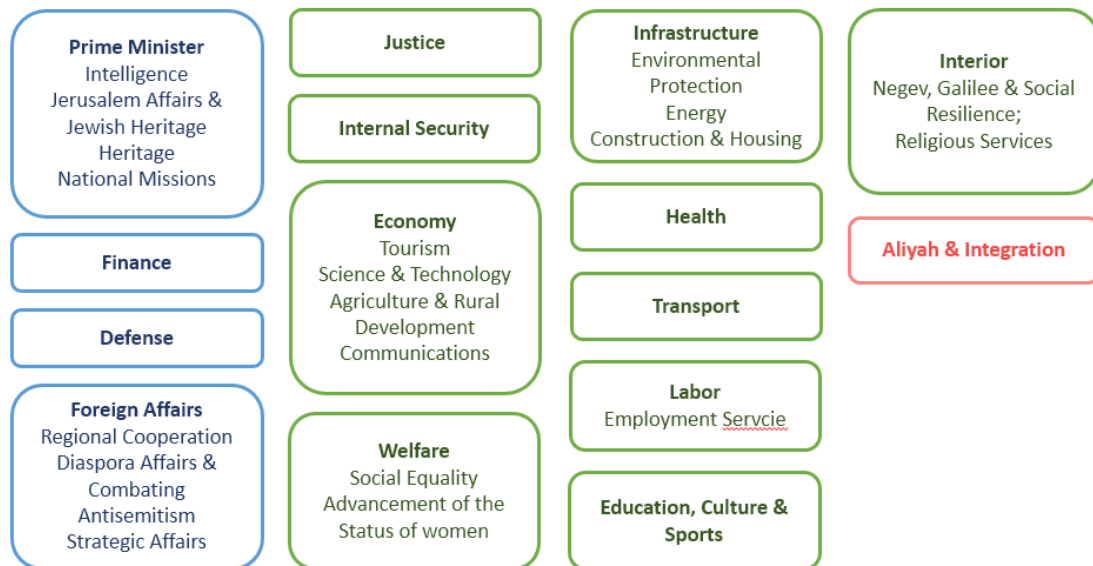 Prime Minister
Intelligence
Jerusalem Affairs &
Jewish Heritage
Heritage
National Missions
Finance
Defense
Foreign Affairs
Regional Cooperation
Diaspora Affairs &
Combating
Antisemitism
Strategic Affairs
Justice
Internal Security
Economy
Tourism
Science & Technology
Agriculture & Rural
Development
Communications
Welfare
Social Equality
Advancement of the
Status of women
Infrastructure
Environmental
Protection
Energy
Construction & Housing
Health
Transport
Labor
Employment Servcie
Education, Culture &
Sports
Interior
Negev, Galilee & Social
Resilience;
Religious Services
Aliyah & Integration